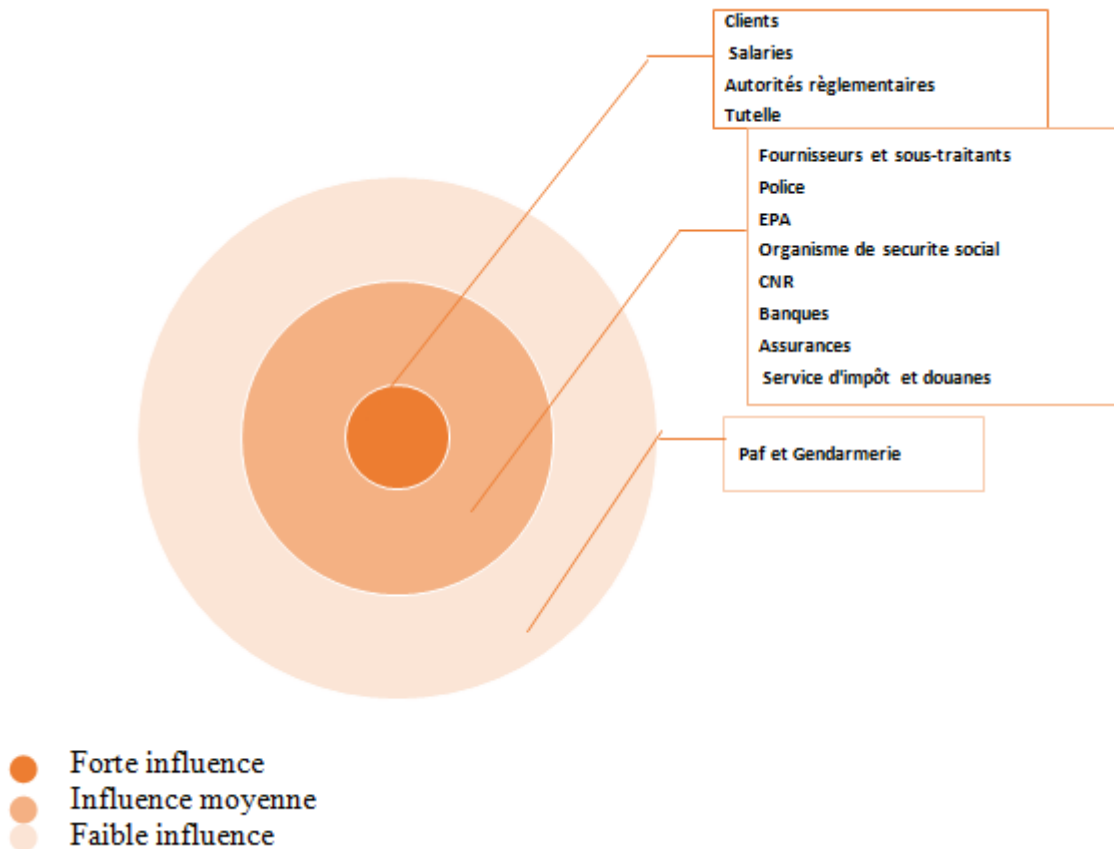 Clients
Salaries
Autorités règlementaires
Tutelle
Fournisseurs et sous-traitants
Police
EPA
Organisme de securite social
CNR
Banques
Assurances
Service d'impôt et douanes
Paf et Gendarmerie
Forte influence
Influence moyenne
Faible influence